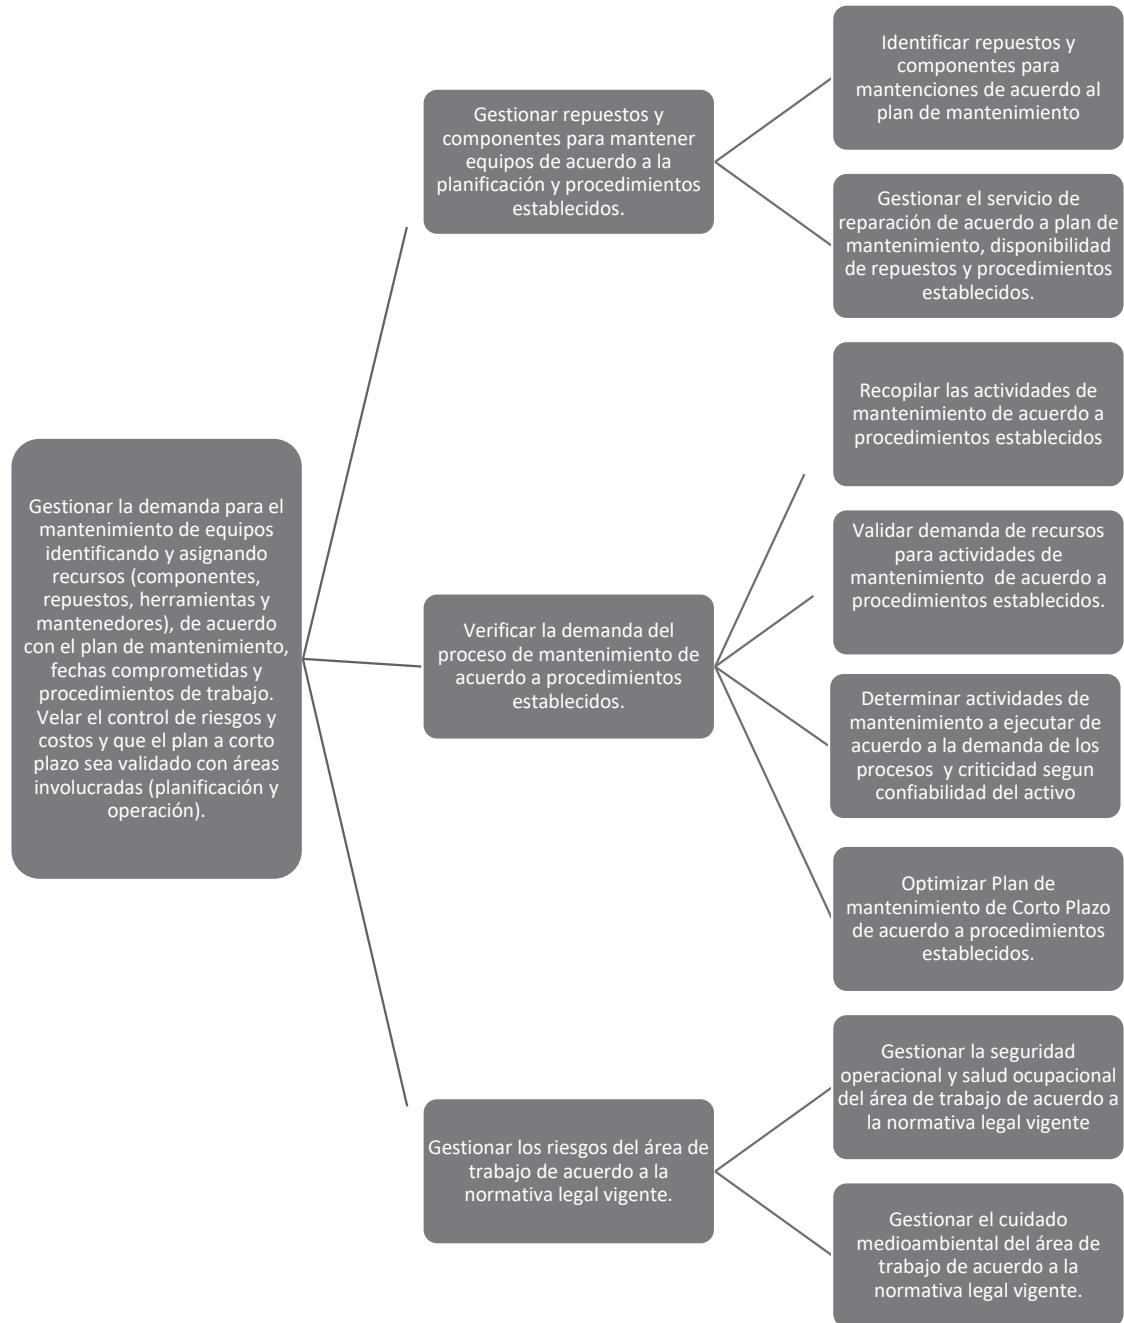 Gestionar la demanda para el
mantenimiento de equipos
identificando y asignando
recursos (componentes,
repuestos, herramientas y
mantenedores), de acuerdo
con el plan de mantenimiento,
fechas comprometidas y
procedimientos de trabajo.
Velar el control de riesgos y
costos y que el plan a corto
plazo sea validado con áreas
involucradas (planificación y
operación).
Gestionar repuestos y
componentes para mantener
equipos de acuerdo a la
planificación y procedimientos
establecidos.
Identificar repuestos y
componentes para
mantenciones de acuerdo al
plan de mantenimiento
Gestionar el servicio de
reparación de acuerdo a plan de
mantenimiento, disponibilidad
de repuestos y procedimientos
establecidos.
Verificar la demanda del
proceso de mantenimiento de
acuerdo a procedimientos
establecidos.
Recopilar las actividades de
mantenimiento de acuerdo a
procedimientos establecidos
Validar demanda de recursos
para actividades de
mantenimiento  de acuerdo a
procedimientos establecidos.
Determinar actividades de
mantenimiento a ejecutar de
acuerdo a la demanda de los
procesos  y criticidad segun
confiabilidad del activo
Optimizar Plan de
mantenimiento de Corto Plazo
de acuerdo a procedimientos
establecidos.
Gestionar los riesgos del área de
trabajo de acuerdo a la
normativa legal vigente.
Gestionar la seguridad
operacional y salud ocupacional
del área de trabajo de acuerdo a
la normativa legal vigente
Gestionar el cuidado
medioambiental del área de
trabajo de acuerdo a la
normativa legal vigente.